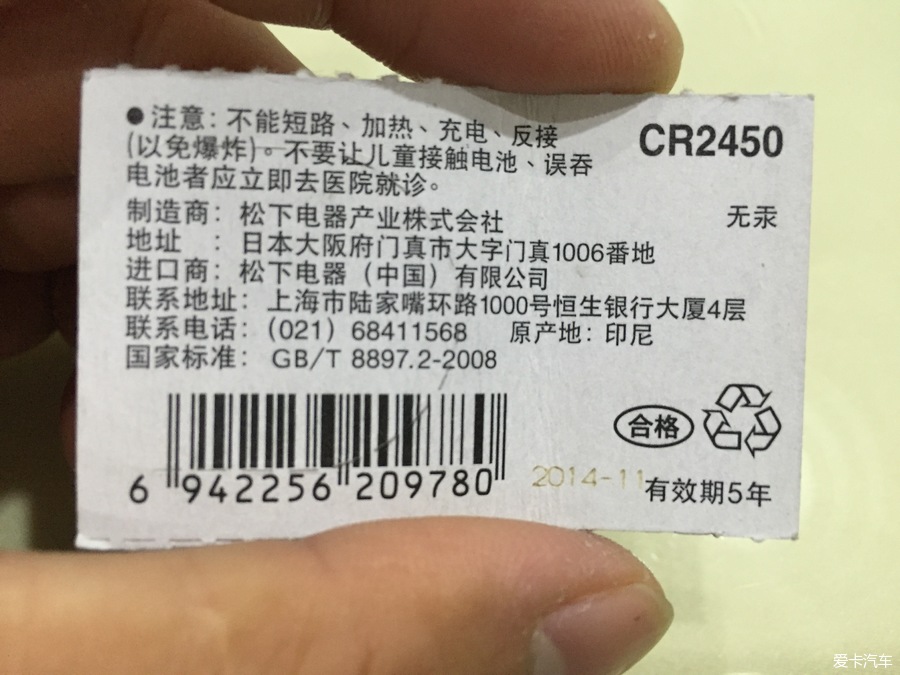 ●注意：不能短路、加热、充电、反接
(以免爆炸)。不要让儿童接触电池、误吞
电池者应立即去医院就诊。
CR2450
无汞
制造商：松下电器产业株式会社
地址　：日本大阪府门真市大字门真1006番地
进口商：松下电器（中国）有限公司
联系地址：上海市陆家嘴环路1000号恒生银行大厦4层
联系电话：(021) 68411568　原产地：印尼
国家标准：GB/T 8897.2-2008
合格
6 942256 209780
2014-11
有效期5年
爱卡汽车